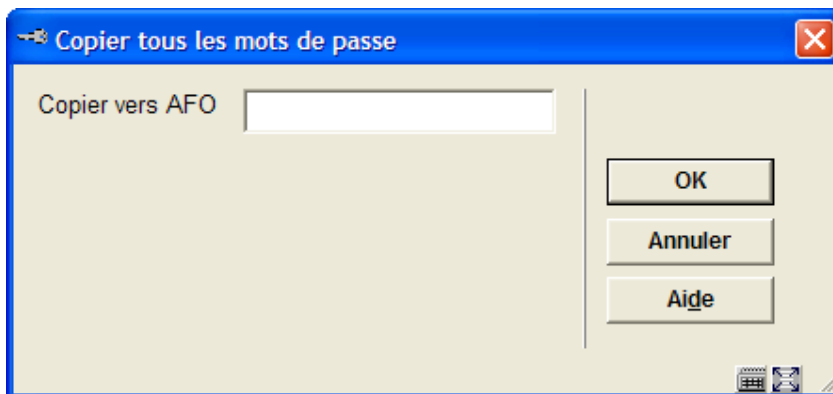 Copier tous les mots de passe
Copier vers AFO
OK
Annuler
Aide